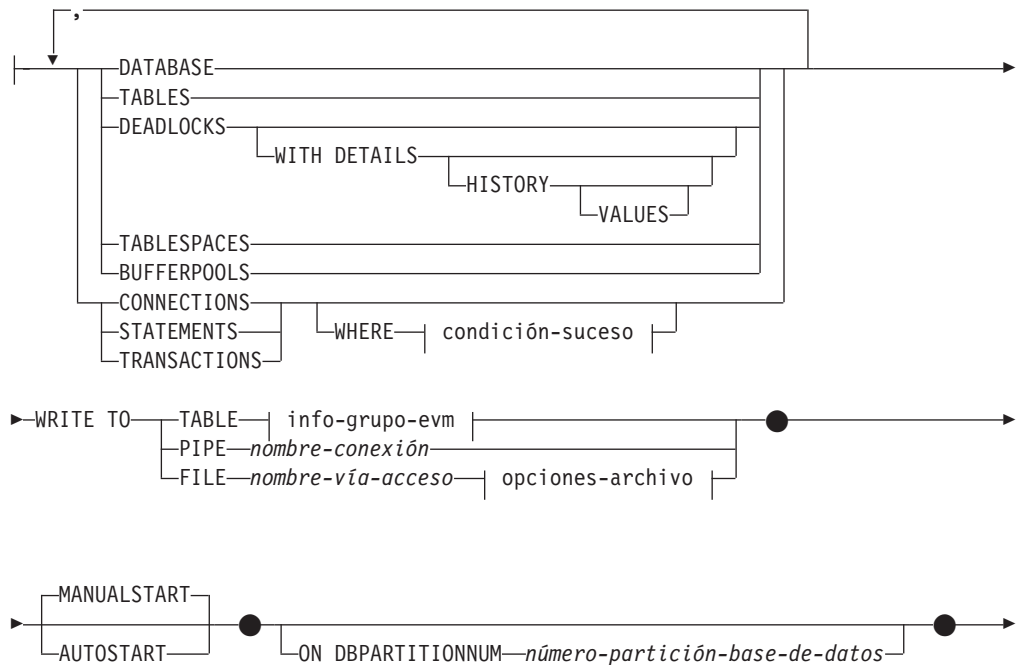 ,
DATABASE
TABLES
DEADLOCKS
WITH DETAILS
HISTORY
VALUES
TABLESPACES
BUFFERPOOLS
CONNECTIONS
STATEMENTS
TRANSACTIONS
WHERE condición-suceso
WRITE TO TABLE info-grupo-evm
PIPE nombre-conexión
FILE nombre-vía-acceso opciones-archivo
MANUALSTART
AUTOSTART
ON DBPARTITIONNUM número-partición-base-de-datos